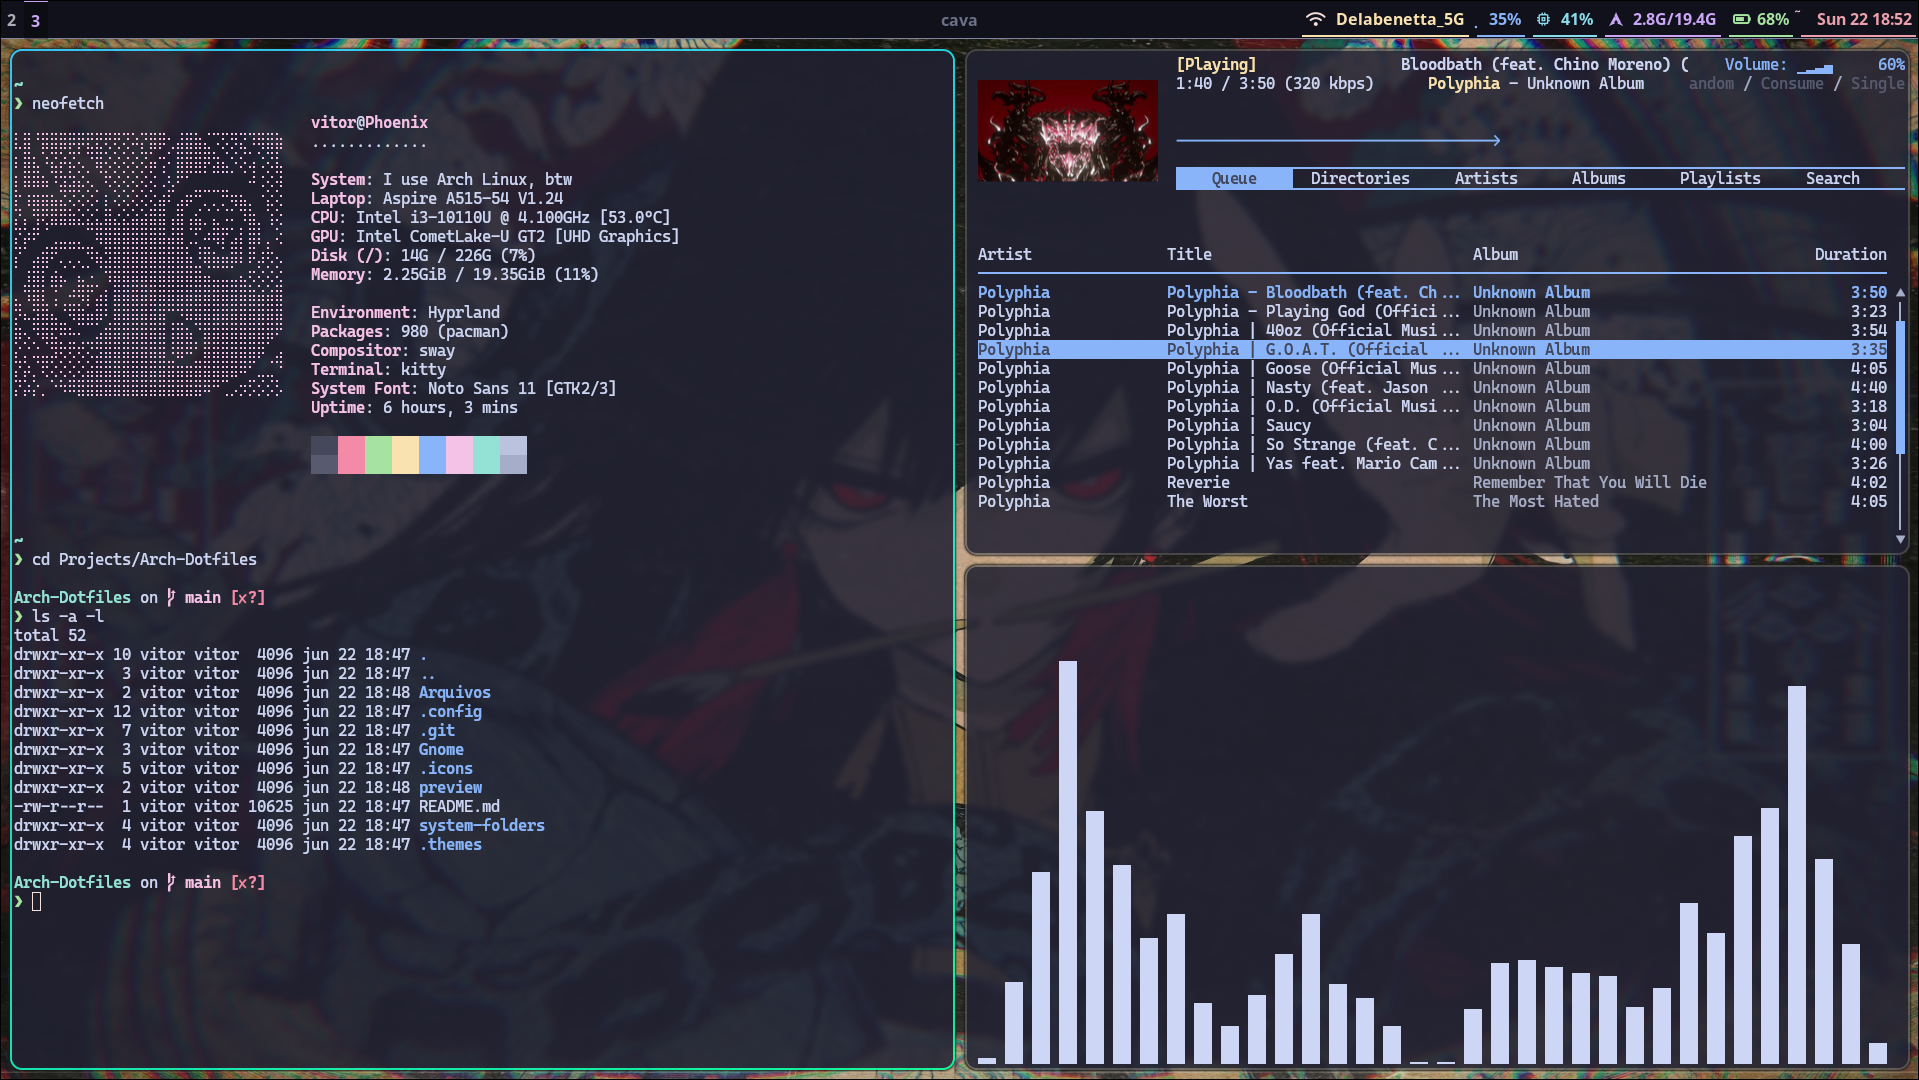 2 3 cava Delabenetta_5G 35% 41% 2.8G/19.4G 68% Sun 22 18:52
~
❯ neofetch
vitor@Phoenix
.............
System: I use Arch Linux, btw
Laptop: Aspire A515-54 V1.24
CPU: Intel i3-10110U @ 4.100GHz [53.0°C]
GPU: Intel CometLake-U GT2 [UHD Graphics]
Disk (/): 14G / 226G (7%)
Memory: 2.25GiB / 19.35GiB (11%)
Environment: Hyprland
Packages: 980 (pacman)
Compositor: sway
Terminal: kitty
System Font: Noto Sans 11 [GTK2/3]
Uptime: 6 hours, 3 mins
~
❯ cd Projects/Arch-Dotfiles
Arch-Dotfiles on main [x?]
❯ ls -a -l
total 52
drwxr-xr-x 10 vitor vitor  4096 jun 22 18:47 .
drwxr-xr-x  3 vitor vitor  4096 jun 22 18:47 ..
drwxr-xr-x  2 vitor vitor  4096 jun 22 18:48 Arquivos
drwxr-xr-x 12 vitor vitor  4096 jun 22 18:47 .config
drwxr-xr-x  7 vitor vitor  4096 jun 22 18:47 .git
drwxr-xr-x  3 vitor vitor  4096 jun 22 18:47 Gnome
drwxr-xr-x  5 vitor vitor  4096 jun 22 18:47 .icons
drwxr-xr-x  2 vitor vitor  4096 jun 22 18:48 preview
-rw-r--r--  1 vitor vitor 10625 jun 22 18:47 README.md
drwxr-xr-x  4 vitor vitor  4096 jun 22 18:47 system-folders
drwxr-xr-x  4 vitor vitor  4096 jun 22 18:47 .themes
Arch-Dotfiles on main [x?]
❯
[Playing] Bloodbath (feat. Chino Moreno) ( Volume: 60%
1:40 / 3:50 (320 kbps) Polyphia - Unknown Album andom / Consume / Single
Queue Directories Artists Albums Playlists Search
Artist Title Album Duration
Polyphia Polyphia - Bloodbath (feat. Ch... Unknown Album 3:50
Polyphia Polyphia - Playing God (Offici... Unknown Album 3:23
Polyphia Polyphia | 40oz (Official Musi... Unknown Album 3:54
Polyphia Polyphia | G.O.A.T. (Official ... Unknown Album 3:35
Polyphia Polyphia | Goose (Official Mus... Unknown Album 4:05
Polyphia Polyphia | Nasty (feat. Jason ... Unknown Album 4:40
Polyphia Polyphia | O.D. (Official Musi... Unknown Album 3:18
Polyphia Polyphia | Saucy Unknown Album 3:04
Polyphia Polyphia | So Strange (feat. C... Unknown Album 4:00
Polyphia Polyphia | Yas feat. Mario Cam... Unknown Album 3:26
Polyphia Reverie Remember That You Will Die 4:02
Polyphia The Worst The Most Hated 4:05